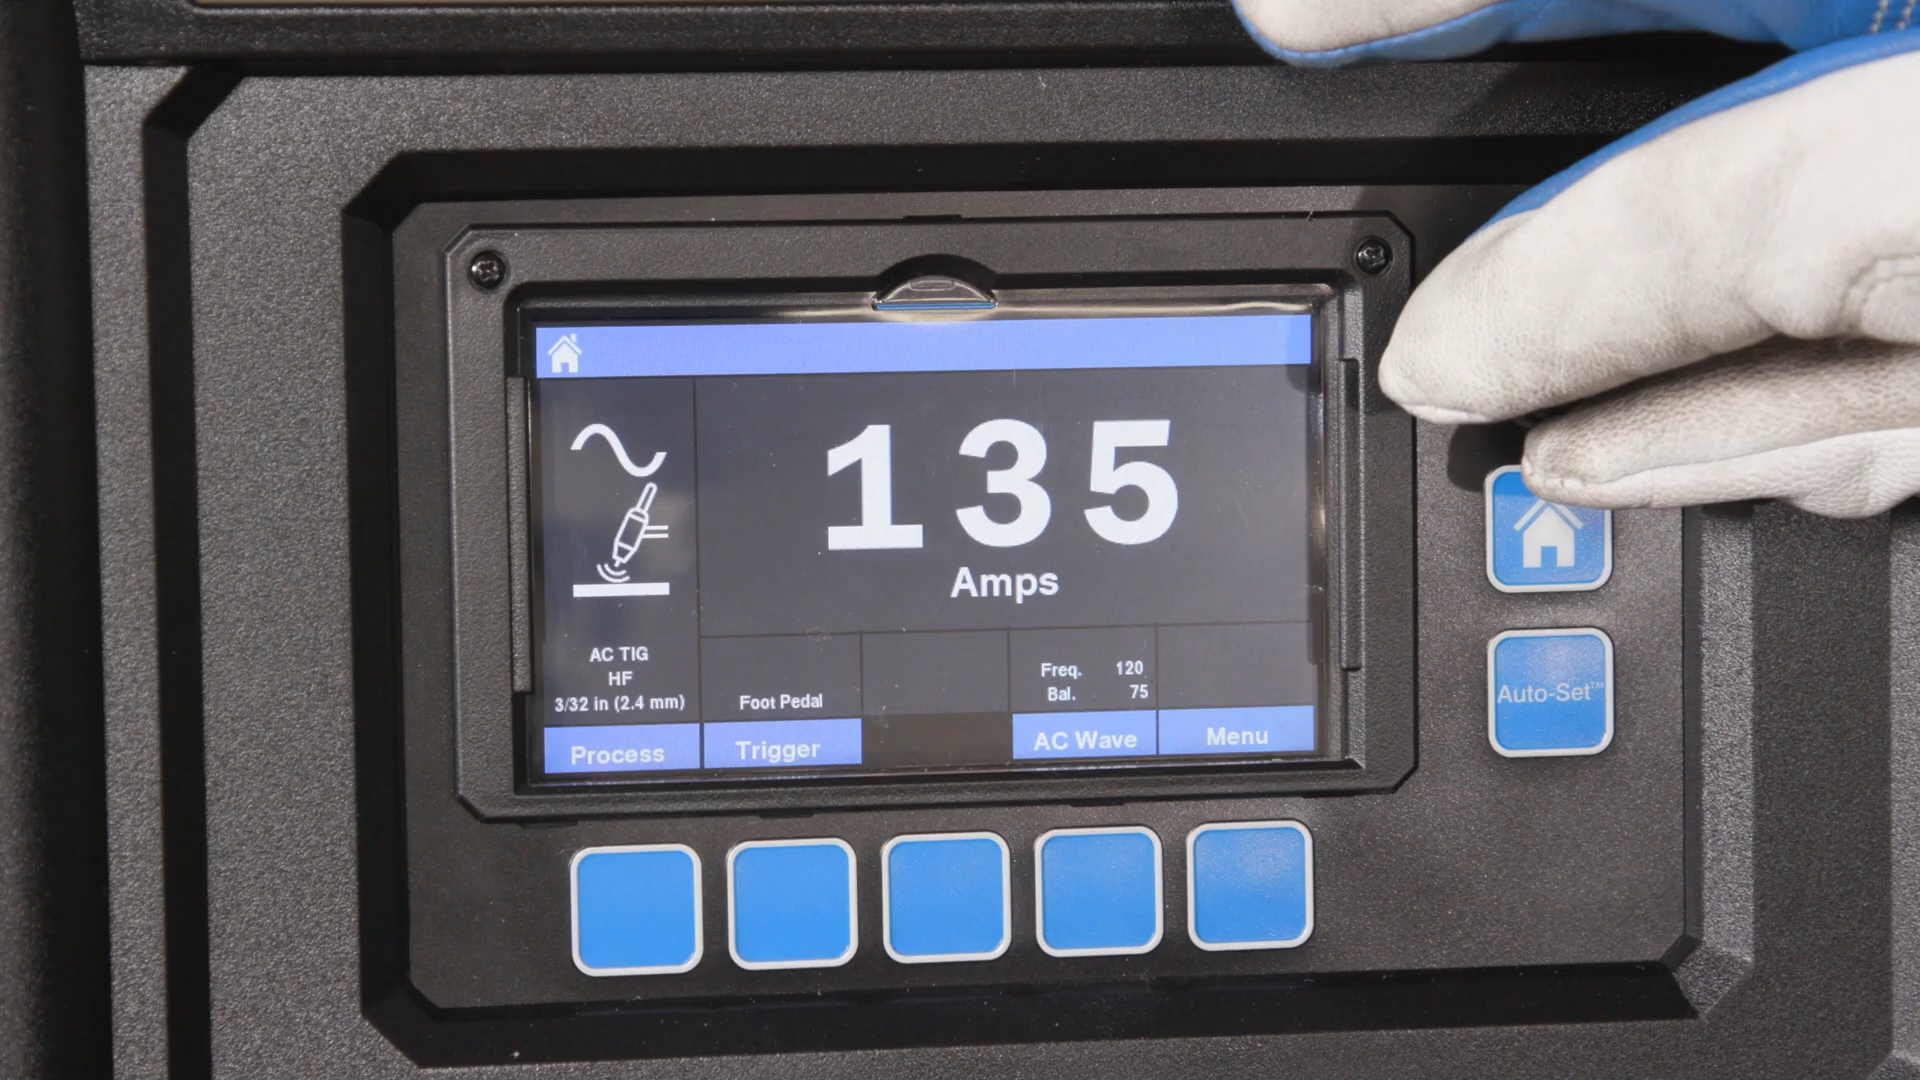 135
Amps
AC TIG
HF
3/32 in (2.4 mm)
Foot Pedal
Freq. 120
Bal. 75
Process
Trigger
AC Wave
Menu
Auto-Set™